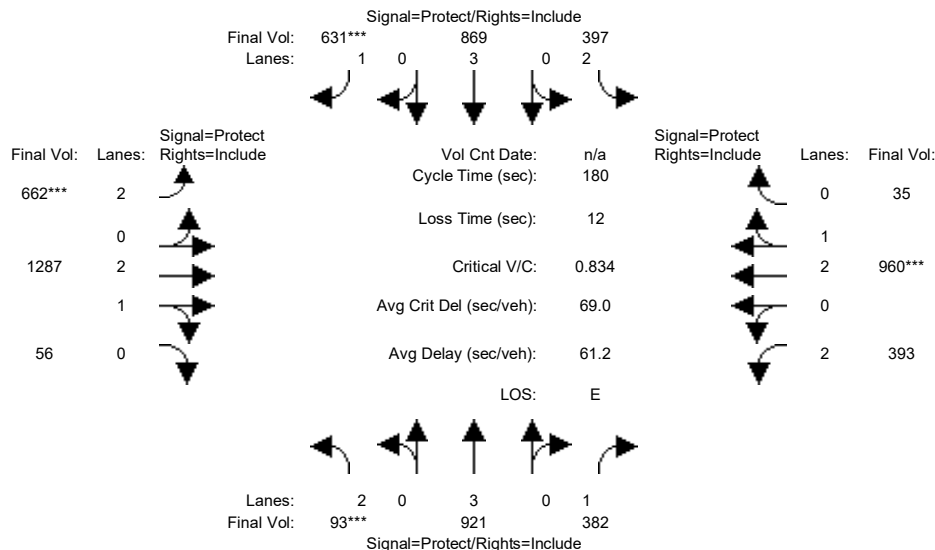 Signal=Protect/Rights=Include
Final Vol: 631*** 869 397
Lanes: 1 0 3 0 2
Signal=Protect
Final Vol: Lanes: Rights=Include
Vol Cnt Date: n/a
Signal=Protect
Rights=Include Lanes: Final Vol:
Cycle Time (sec): 180
662*** 2
0 35
Loss Time (sec): 12
0
1
1287 2
Critical V/C: 0.834
2 960***
1
Avg Crit Del (sec/veh): 69.0
0
56 0
Avg Delay (sec/veh): 61.2
2 393
LOS: E
Lanes: 2 0 3 0 1
Final Vol: 93*** 921 382
Signal=Protect/Rights=Include